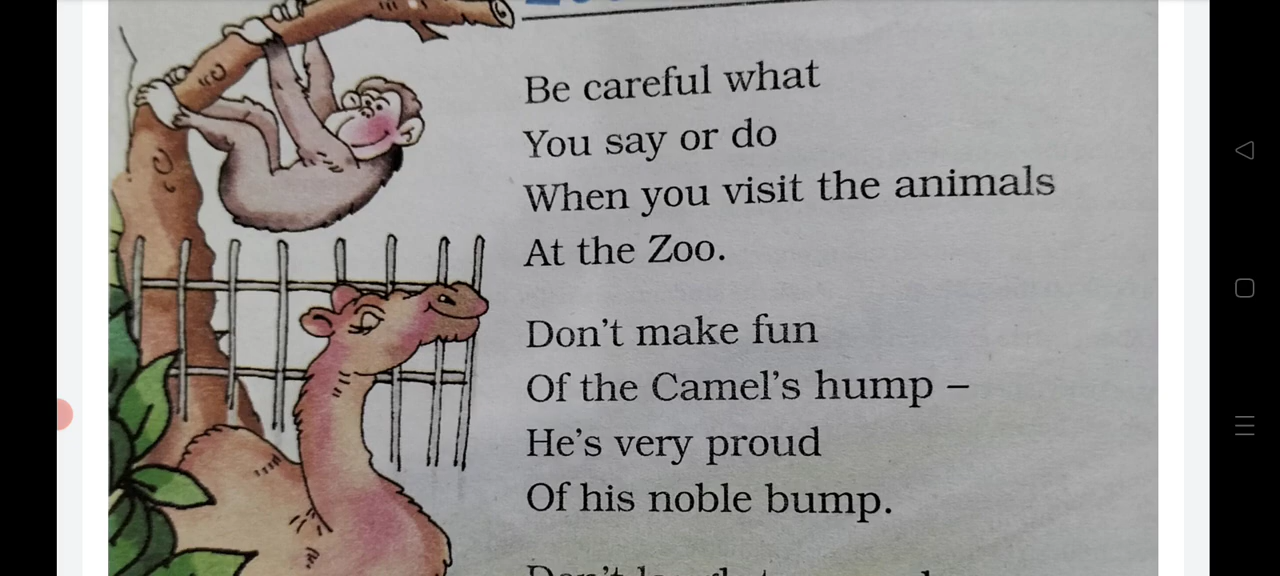 Be careful what
You say or do
When you visit the animals
At the Zoo.
Don't make fun
Of the Camel's hump –
He's very proud
Of his noble bump.
Don't